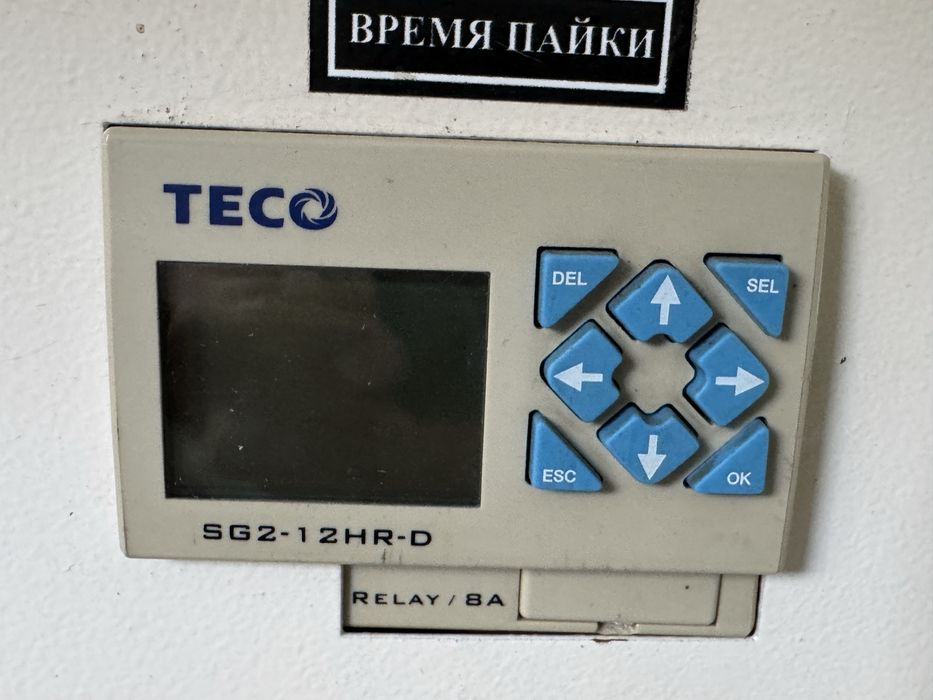 ВРЕМЯ ПАЙКИ
TECO
DEL
SEL
ESC
OK
SG2-12HR-D
RELAY / 8A